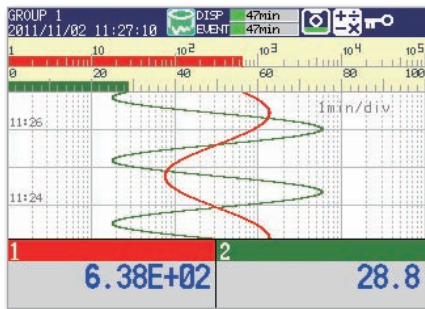 GROUP 1
2011/11/02 11:27:10
DISP 47min
EVENT 47min
1 10 10² 10³ 10⁴ 10⁵
0 20 40 60 80 100
1min/div
11:26
11:24
1 2
6.38E+02 28.8